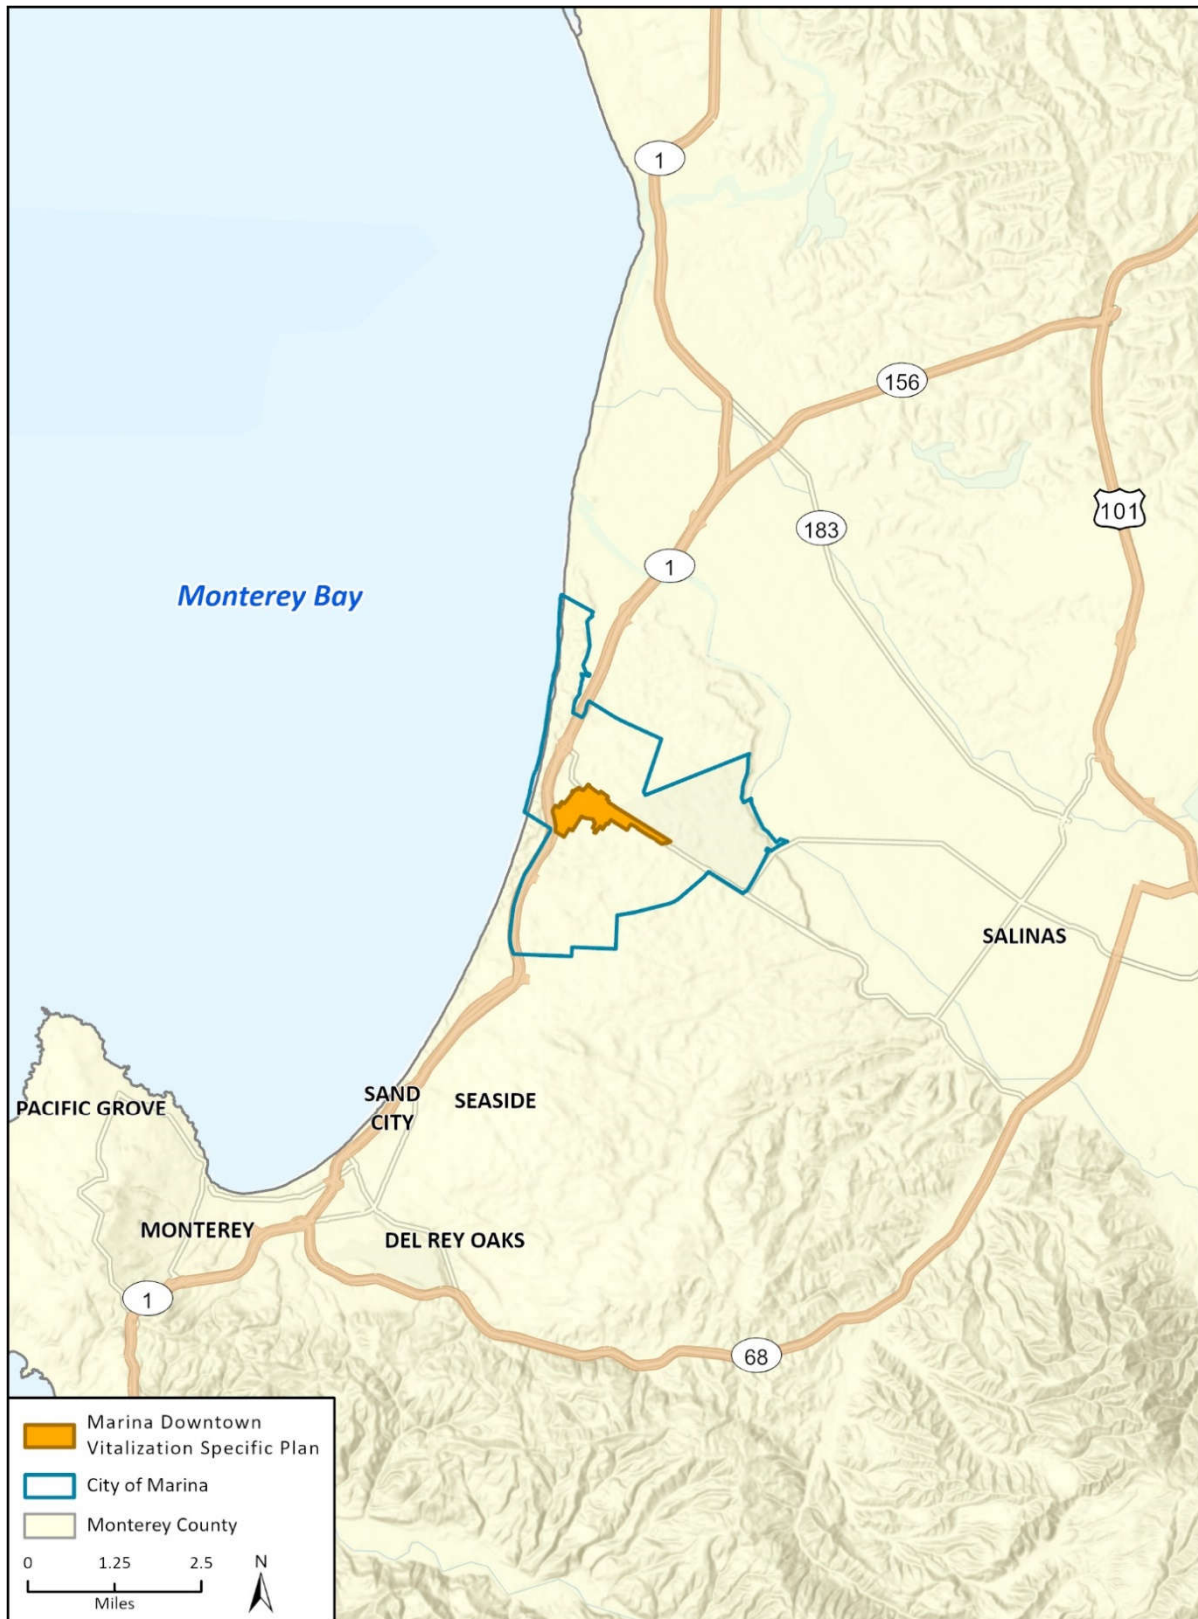 1
156
101
183
1
Monterey Bay
SALINAS
SAND
CITY
SEASIDE
PACIFIC GROVE
MONTEREY
DEL REY OAKS
1
68
Marina Downtown
Vitalization Specific Plan
City of Marina
Monterey County
0 1.25 2.5 N
Miles